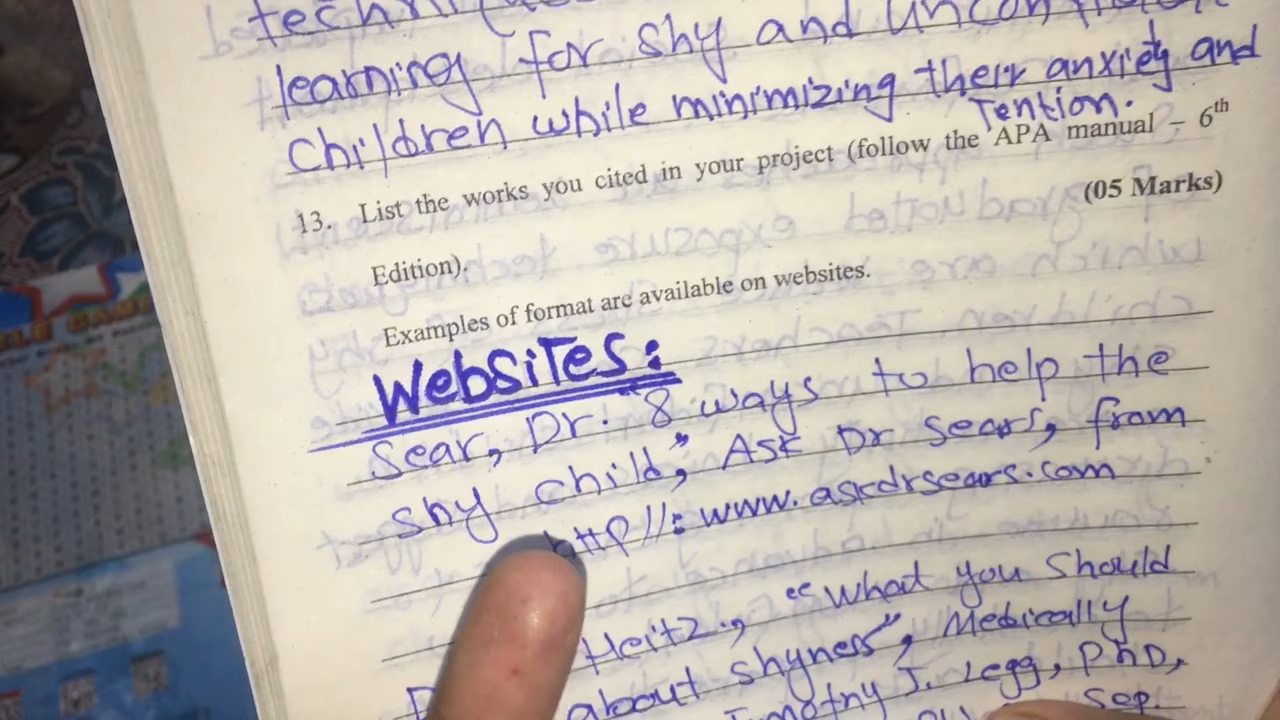 learning for shy and
children while minimizing their anxiety and
Tention.
13. List the works you cited in your project (follow the APA manual – 6th
(05 Marks)
Edition).
Examples of format are available on websites.
Websites:
Sear, Dr. "8 ways to help the
shy child", Ask Dr Sears, from
http//: www.askdrsears.com
Heitz., "What you Should
about shyness", Medically
Timothy J. Legg, PhD,
Sep.